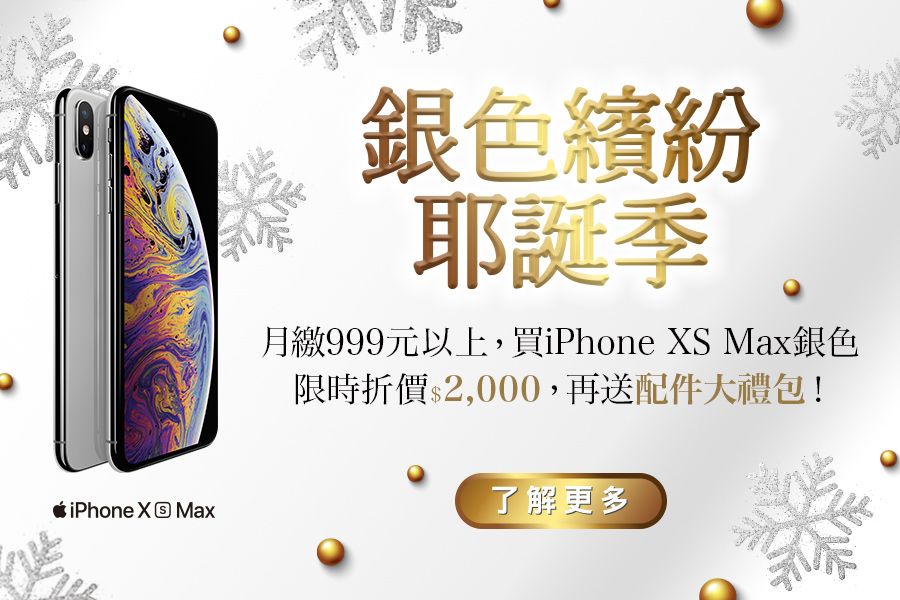 銀色繽紛
耶誕季
月繳999元以上，買iPhone XS Max銀色
限時折價$2,000，再送配件大禮包！
iPhone XS Max
了解更多